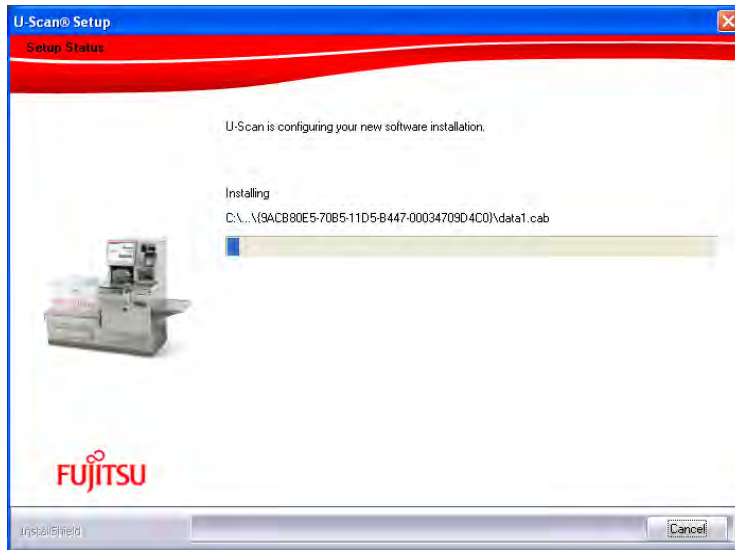 U-Scan® Setup
Setup Status
U-Scan is configuring your new software installation.
Installing
C:\...\{9ACB80E5-70B5-11D5-B447-00034709D4C0}\data1.cab
FUJITSU
InstallShield
Cancel